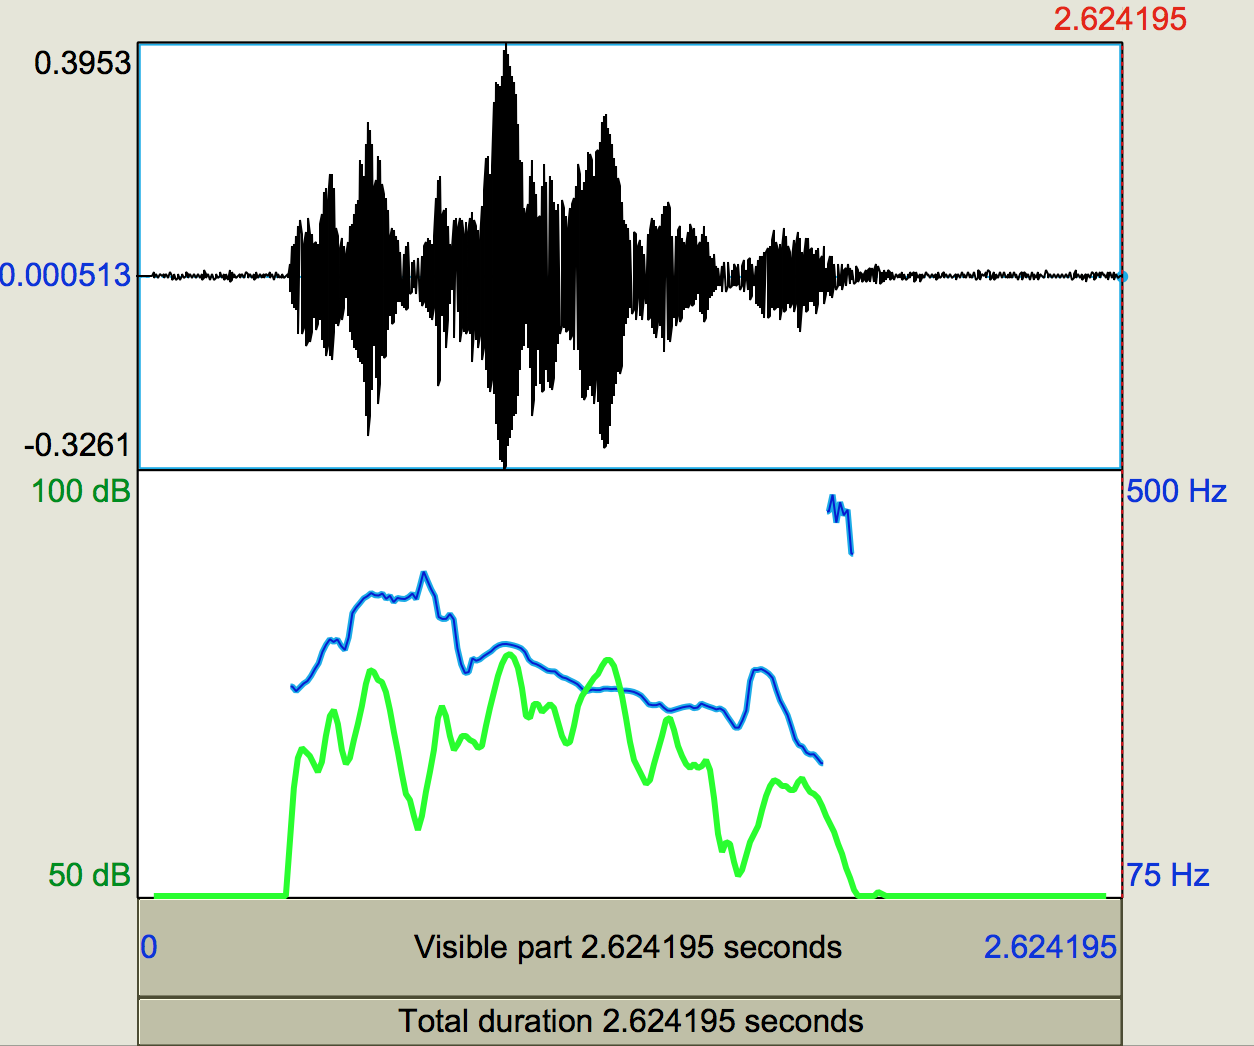 2.624195
0.3953
0.000513
-0.3261
100 dB
500 Hz
50 dB
75 Hz
0
Visible part 2.624195 seconds
2.624195
Total duration 2.624195 seconds